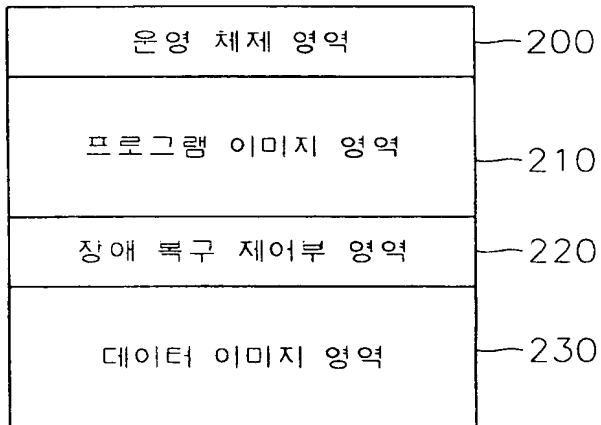 운영 체제 영역 200
프로그램 이미지 영역 210
장애 복구 제어부 영역 220
데이터 이미지 영역 230